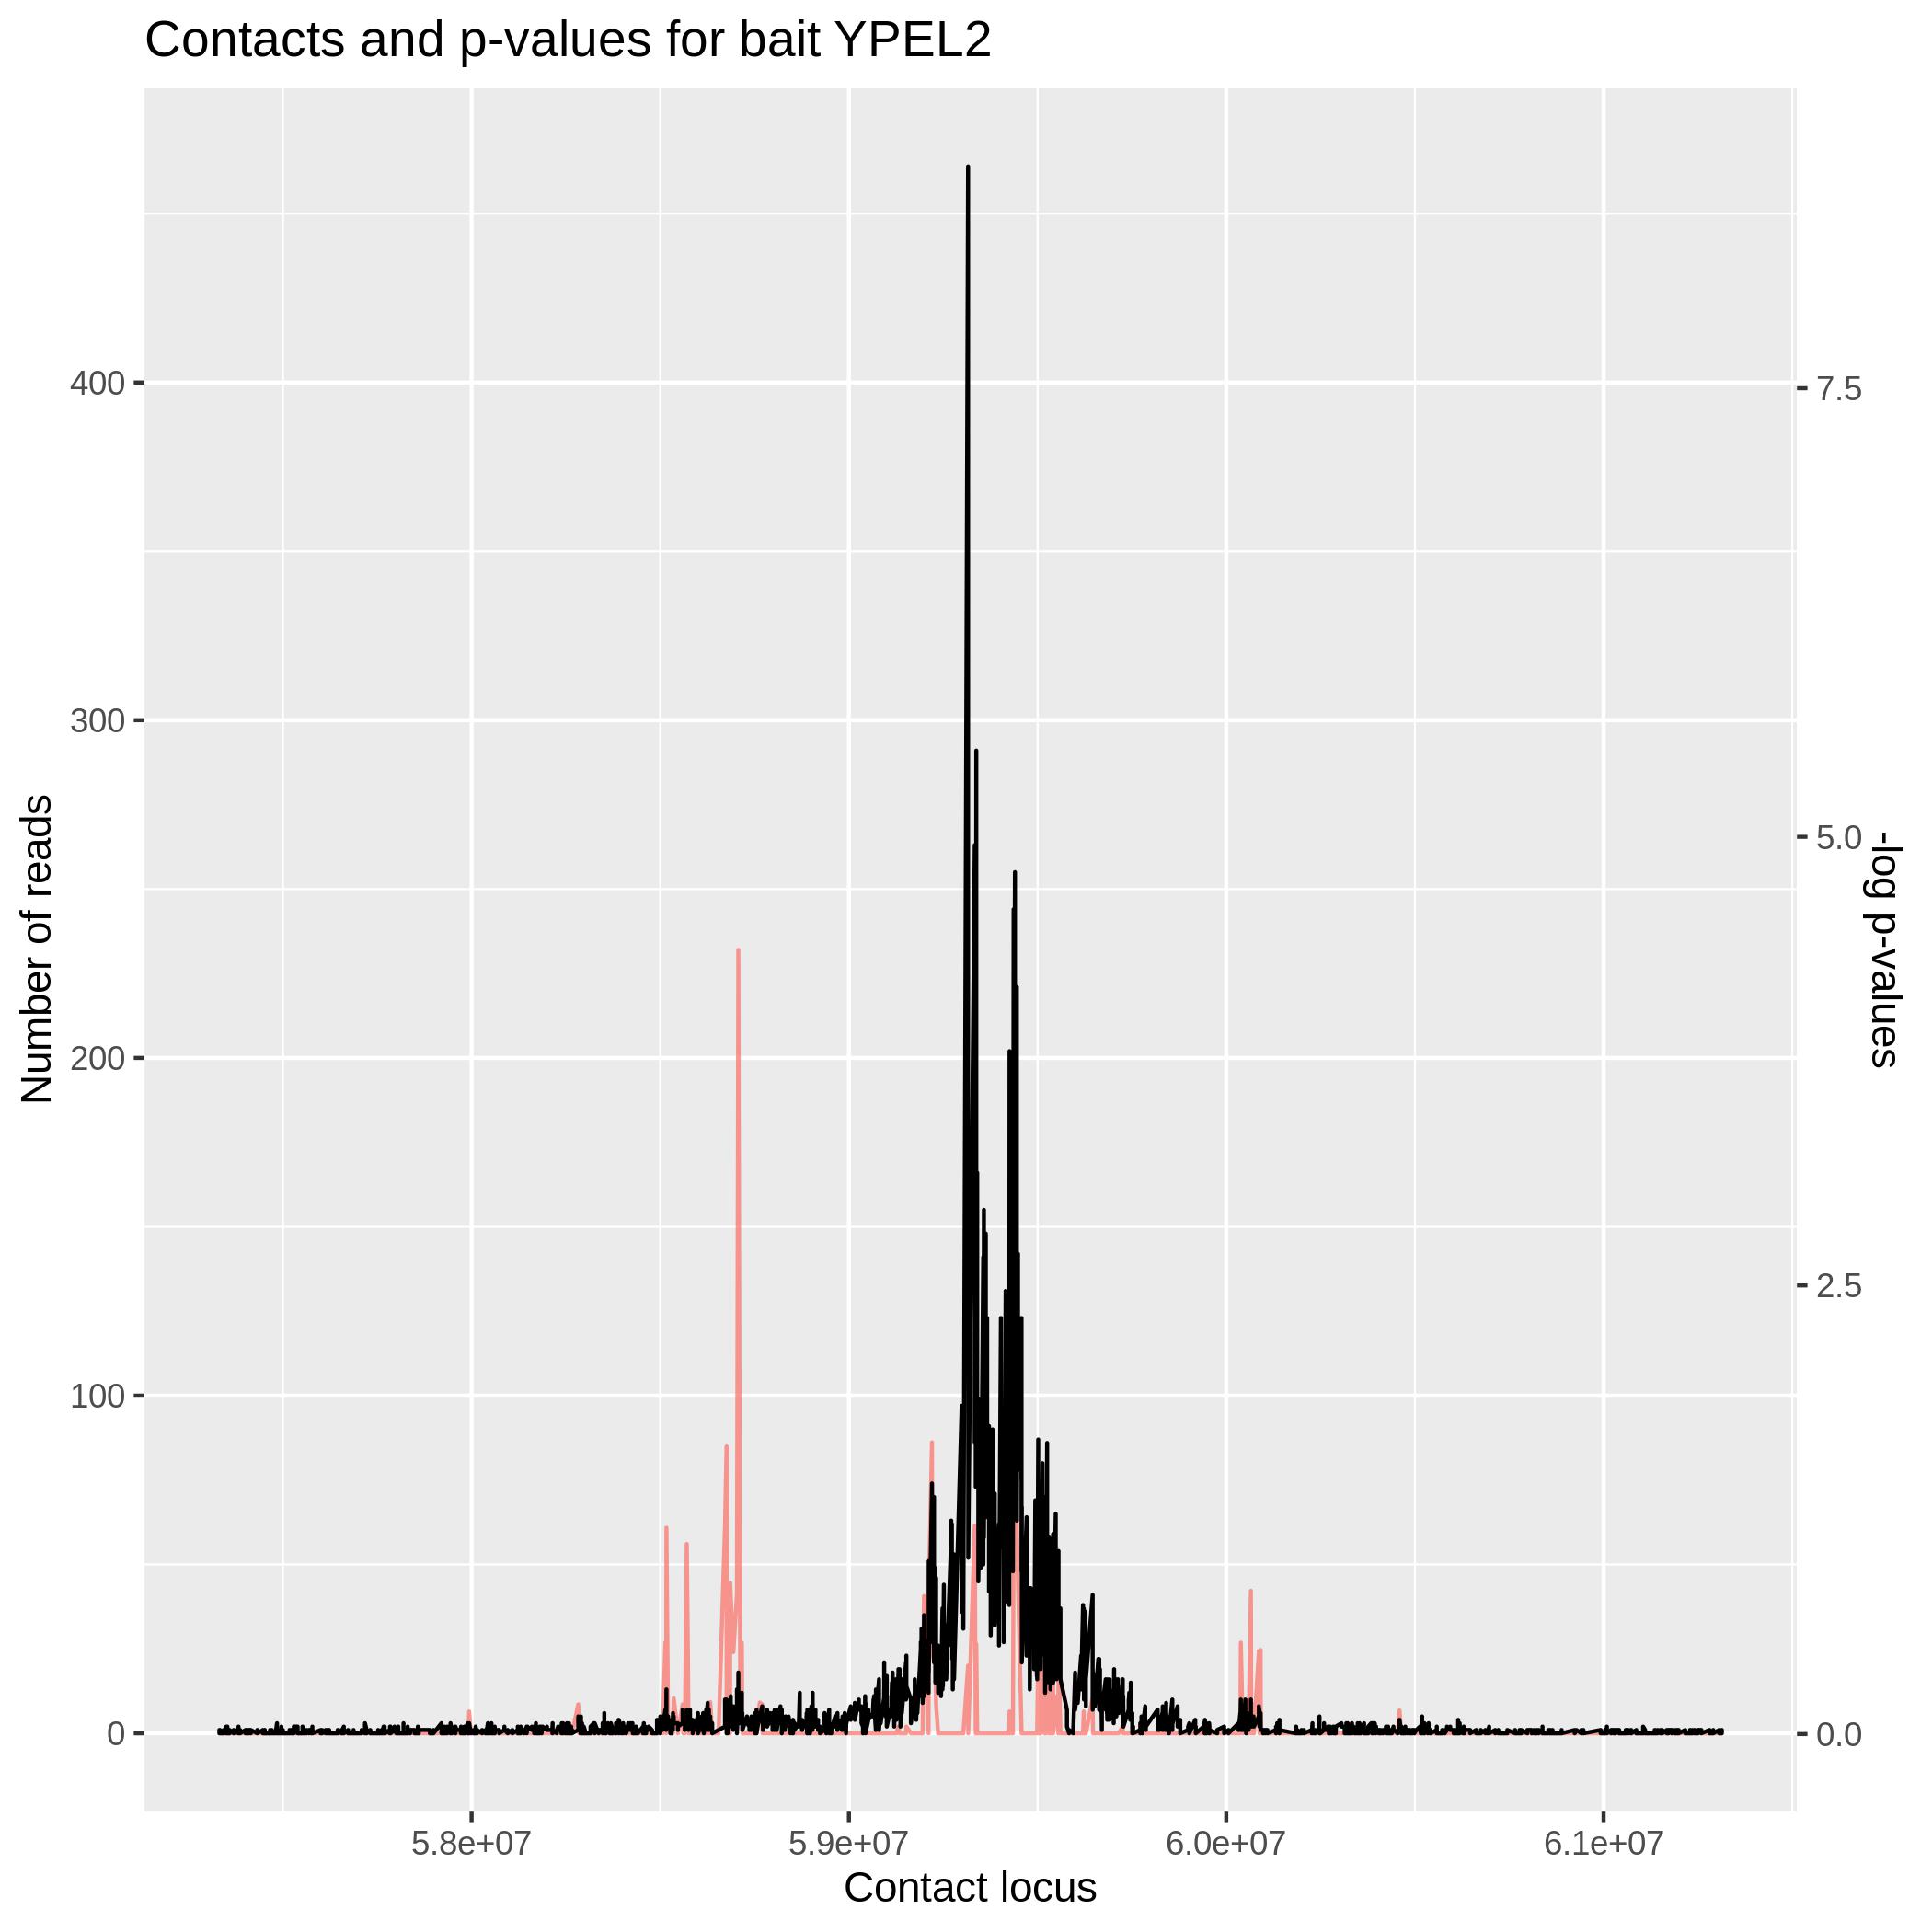 Contacts and p-values for bait YPEL2
400
300
200
100
0
Number of reads
7.5
5.0
2.5
0.0
-log p-values
5.8e+07
5.9e+07
6.0e+07
6.1e+07
Contact locus